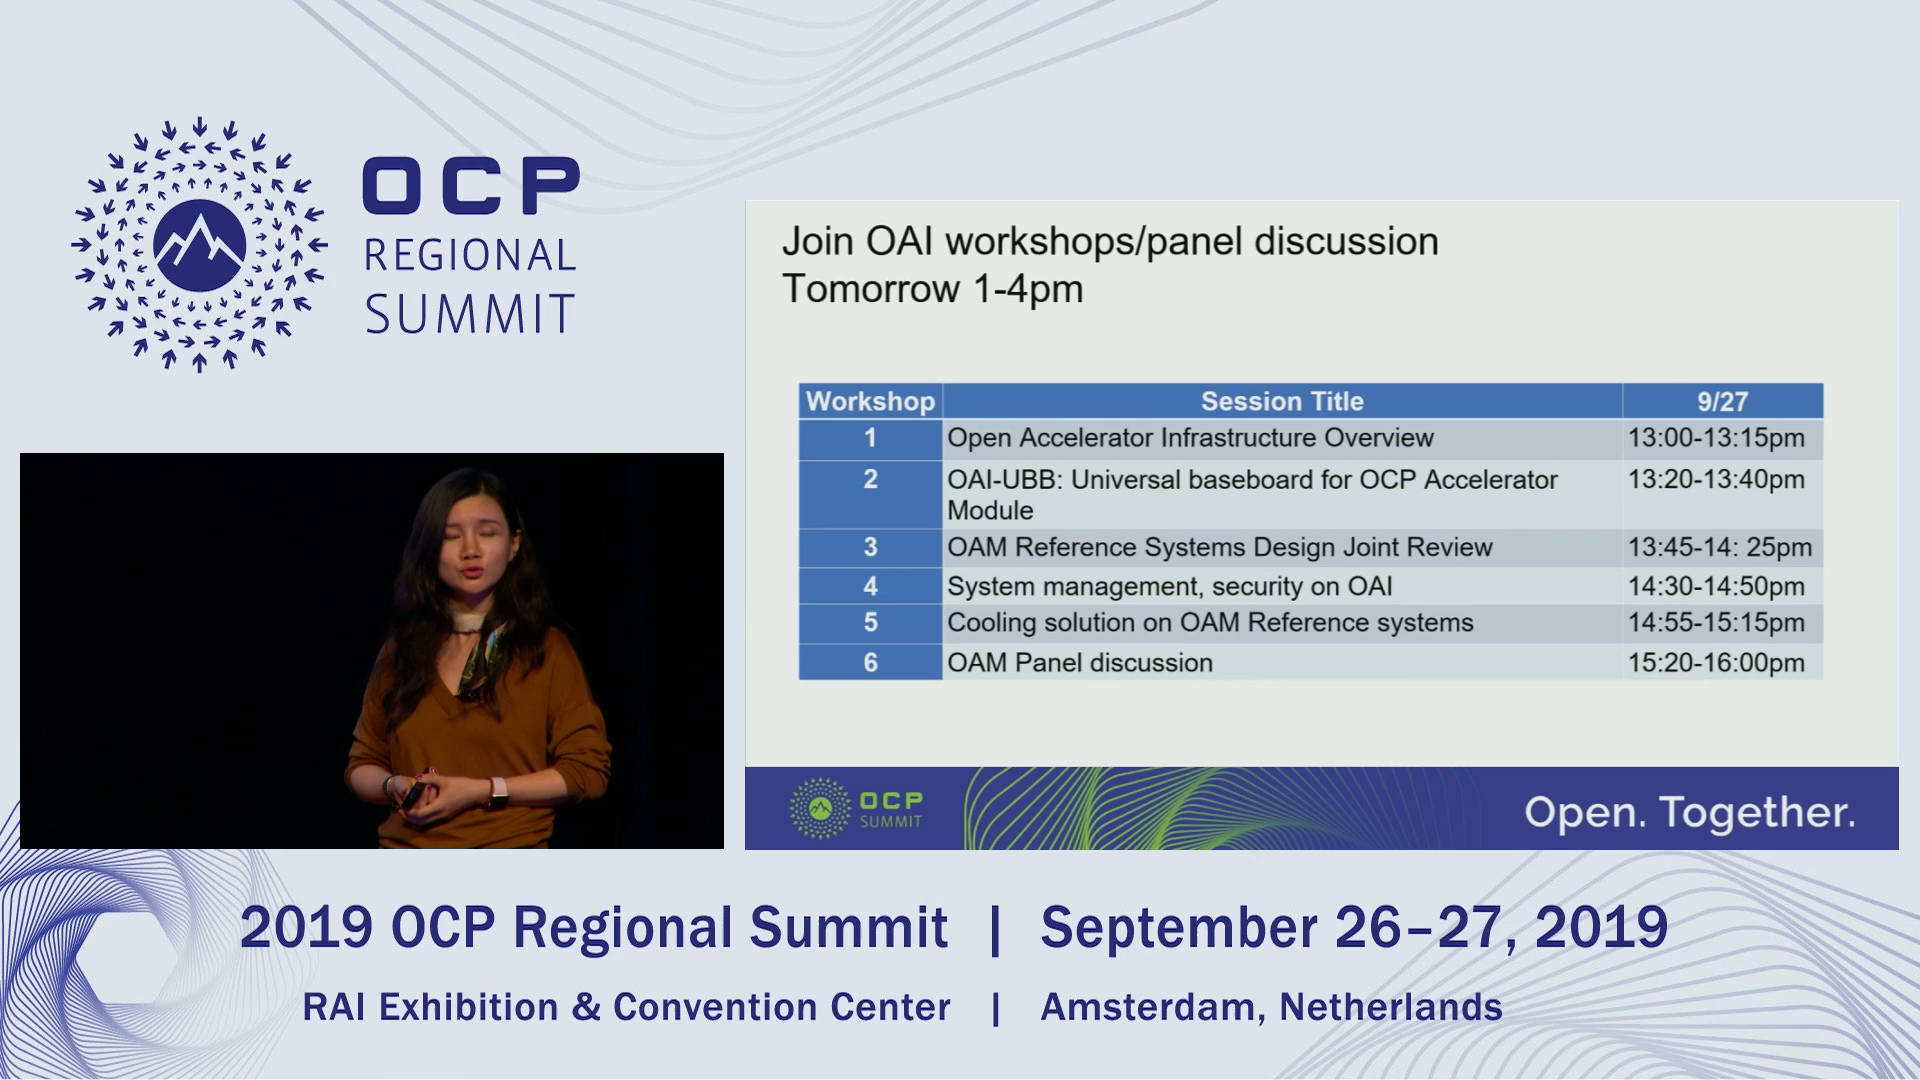 OCP
REGIONAL
SUMMIT
Join OAI workshops/panel discussion
Tomorrow 1-4pm
Workshop Session Title 9/27
1 Open Accelerator Infrastructure Overview 13:00-13:15pm
2 OAI-UBB: Universal baseboard for OCP Accelerator 13:20-13:40pm
Module
3 OAM Reference Systems Design Joint Review 13:45-14: 25pm
4 System management, security on OAI 14:30-14:50pm
5 Cooling solution on OAM Reference systems 14:55-15:15pm
6 OAM Panel discussion 15:20-16:00pm
OCP
SUMMIT
Open. Together.
2019 OCP Regional Summit | September 26–27, 2019
RAI Exhibition & Convention Center | Amsterdam, Netherlands